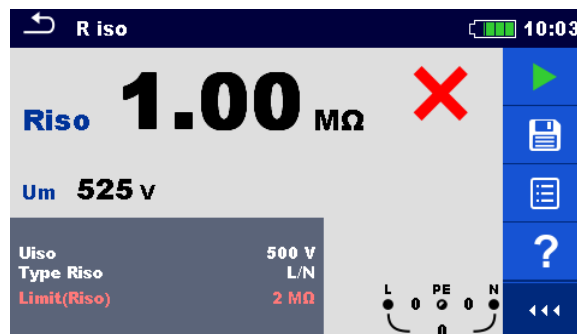 R iso 10:03
Riso 1.00 MΩ
Um 525 V
Uiso 500 V
Type Riso L/N
Limit(Riso) 2 MΩ
?
L PE N
0 0
0